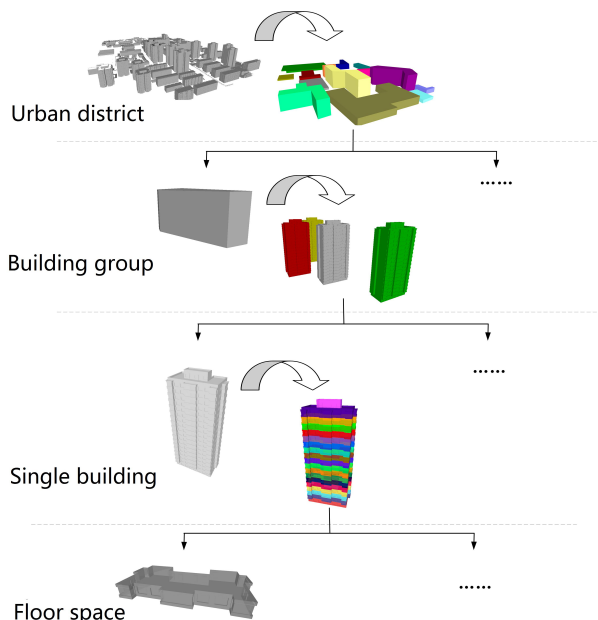 Urban district
……
Building group
……
Single building
……
Floor space